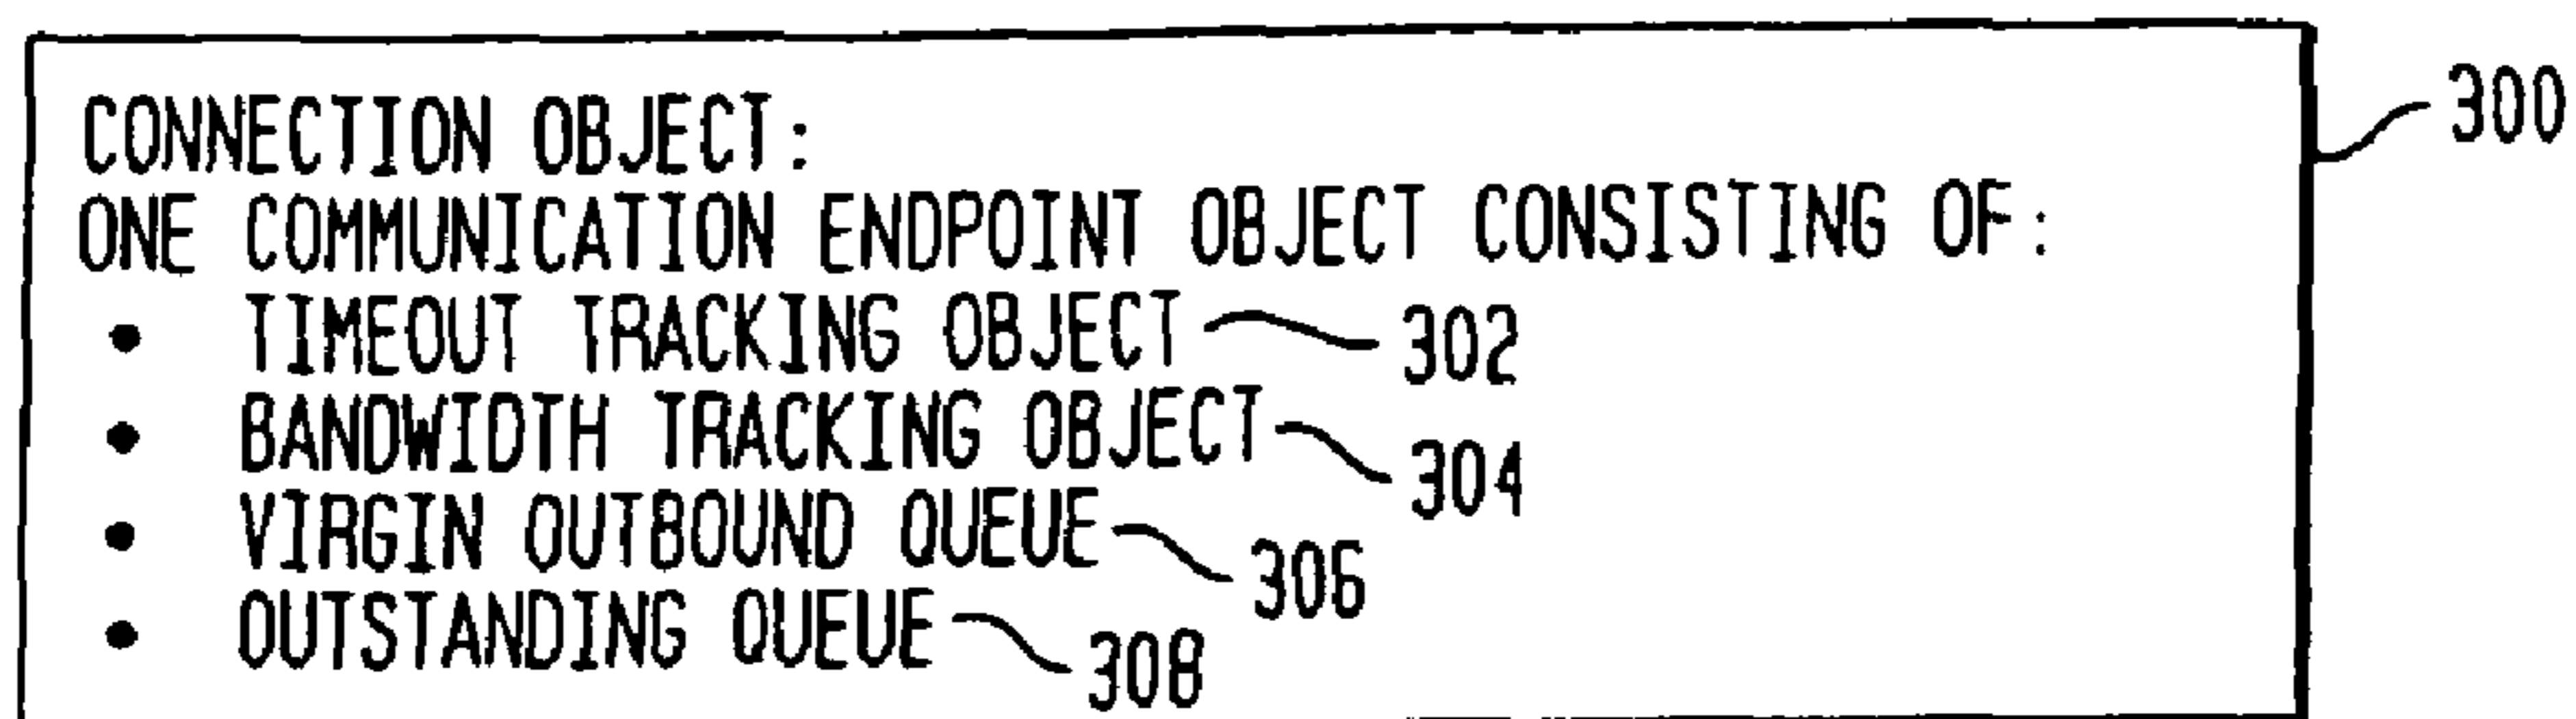 CONNECTION OBJECT: 300
ONE COMMUNICATION ENDPOINT OBJECT CONSISTING OF:
• TIMEOUT TRACKING OBJECT 302
• BANDWIDTH TRACKING OBJECT 304
• VIRGIN OUTBOUND QUEUE 306
• OUTSTANDING QUEUE 308